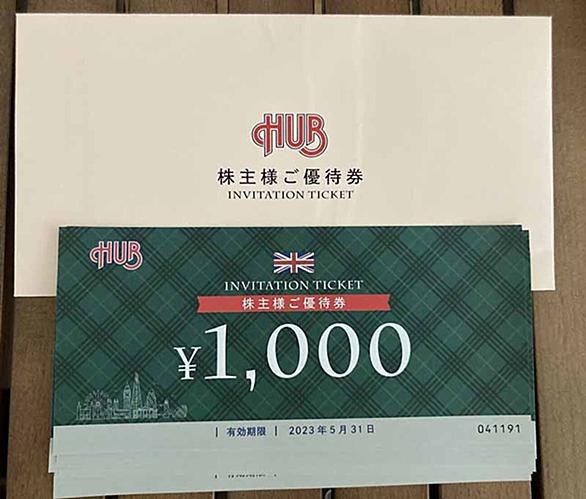 HUB
株主様ご優待券
INVITATION TICKET
HUB
INVITATION TICKET
株主様ご優待券
¥1,000
| 有効期限 | 2023年5月31日
041191